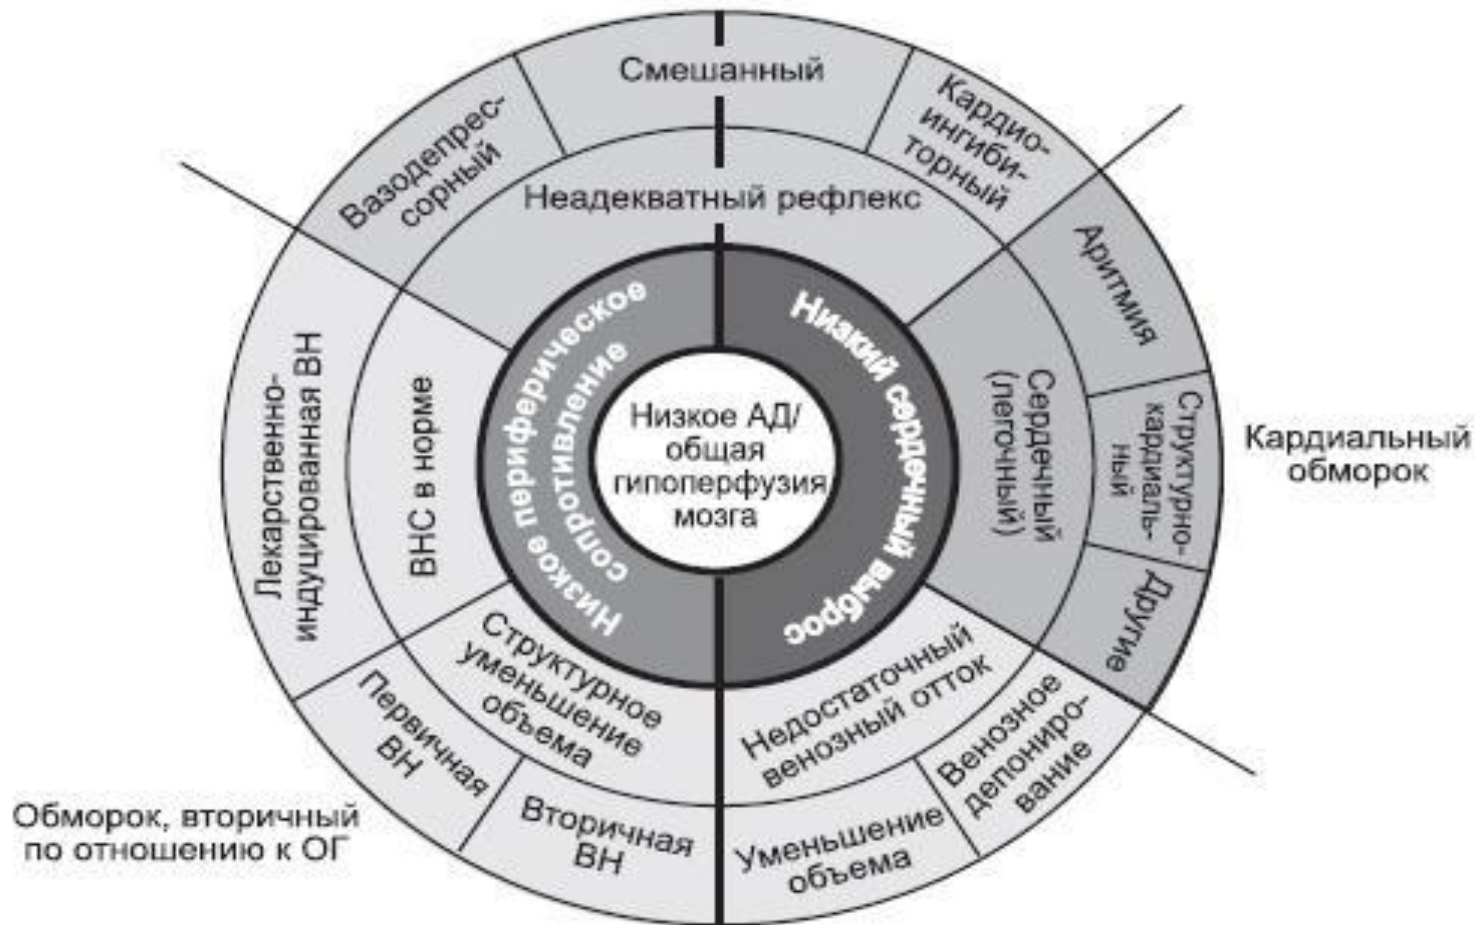 Смешанный
Вазодепрес-
сорный
Кардио-
ингиби-
торный
Неадекватный рефлекс
Аритмия
Структурно-
кардиаль-
ный
Другие
Сердечный
(легочный)
Кардиальный
обморок
Низкое периферическое
сопротивление
Низкий сердечный выброс
Низкое АД/
общая
гипоперфузия
мозга
Лекарственно-
индуцированная ВН
ВНС в норме
Структурное
уменьшение
объема
Недостаточный
венозный отток
Первичная
ВН
Вторичная
ВН
Уменьшение
объема
Венозное
депониро-
вание
Обморок, вторичный
по отношению к ОГ